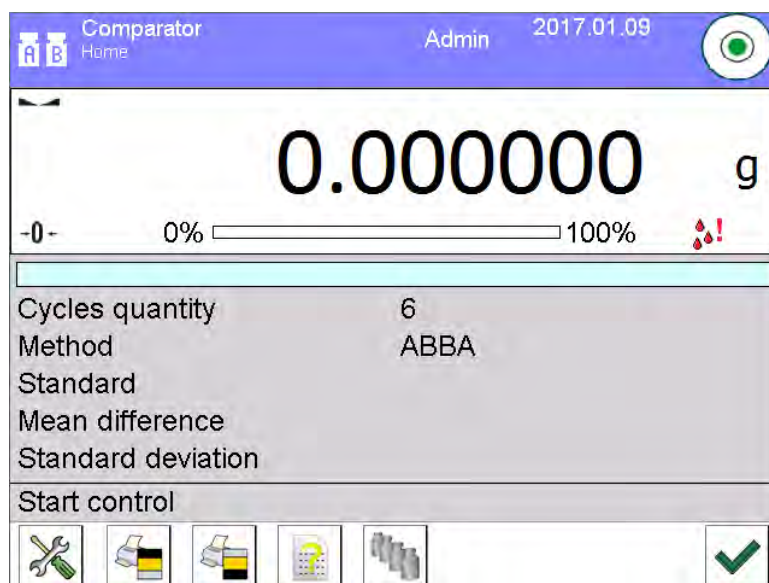 Comparator
Home
Admin
2017.01.09
A B
0.000000 g
-0-
0% 100%
!
Cycles quantity 6
Method ABBA
Standard
Mean difference
Standard deviation
Start control
?